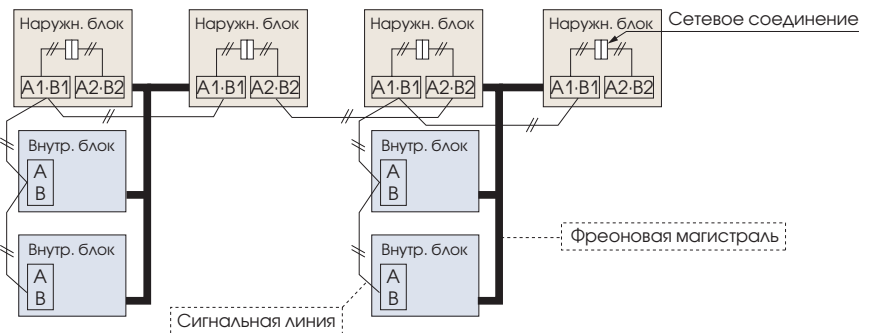 Наружн. блок
Наружн. блок
Наружн. блок
Наружн. блок
Сетевое соединение
A1·B1 A2·B2
A1·B1 A2·B2
A1·B1 A2·B2
A1·B1 A2·B2
Внутр. блок
A
B
Внутр. блок
A
B
Внутр. блок
A
B
Внутр. блок
A
B
Фреоновая магистраль
Сигнальная линия